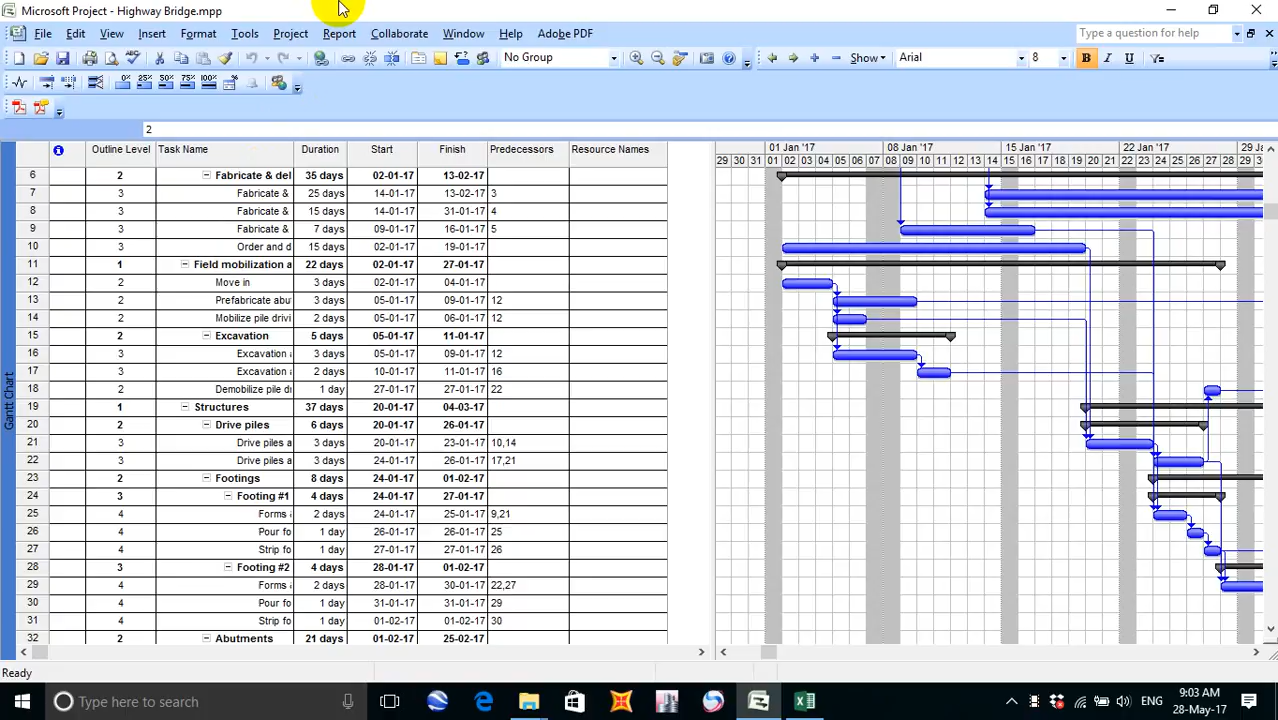 Microsoft Project - Highway Bridge.mpp
File Edit View Insert Format Tools Project Report Collaborate Window Help Adobe PDF Type a question for help
No Group Show Arial 8 B I U
0% 25% 50% 75% 100%
2
Outline Level Task Name Duration Start Finish Predecessors Resource Names
01 Jan '17 08 Jan '17 15 Jan '17 22 Jan '17 29 Ja
29 30 31 01 02 03 04 05 06 07 08 09 10 11 12 13 14 15 16 17 18 19 20 21 22 23 24 25 26 27 28 29 3
6 2 Fabricate & del 35 days 02-01-17 13-02-17
7 3 Fabricate & 25 days 14-01-17 13-02-17 3
8 3 Fabricate & 15 days 14-01-17 31-01-17 4
9 3 Fabricate & 7 days 09-01-17 16-01-17 5
10 3 Order and d 15 days 02-01-17 19-01-17
11 1 Field mobilization a 22 days 02-01-17 27-01-17
12 2 Move in 3 days 02-01-17 04-01-17
13 2 Prefabricate abu 3 days 05-01-17 09-01-17 12
14 2 Mobilize pile drivi 2 days 05-01-17 06-01-17 12
15 2 Excavation 5 days 05-01-17 11-01-17
16 3 Excavation 3 days 05-01-17 09-01-17 12
17 3 Excavation 2 days 10-01-17 11-01-17 16
18 2 Demobilize pile d 1 day 27-01-17 27-01-17 22
19 1 Structures 37 days 20-01-17 04-03-17
20 2 Drive piles 6 days 20-01-17 26-01-17
21 3 Drive piles a 3 days 20-01-17 23-01-17 10,14
22 3 Drive piles a 3 days 24-01-17 26-01-17 17,21
23 2 Footings 8 days 24-01-17 01-02-17
24 3 Footing #1 4 days 24-01-17 27-01-17
25 4 Forms 2 days 24-01-17 25-01-17 9,21
26 4 Pour fo 1 day 26-01-17 26-01-17 25
27 4 Strip fo 1 day 27-01-17 27-01-17 26
28 3 Footing #2 4 days 28-01-17 01-02-17
29 4 Forms 2 days 28-01-17 30-01-17 22,27
30 4 Pour fo 1 day 31-01-17 31-01-17 29
31 4 Strip fo 1 day 01-02-17 01-02-17 30
32 2 Abutments 21 days 01-02-17 25-02-17
Gantt Chart
Ready
Type here to search
ENG
9:03 AM
28-May-17